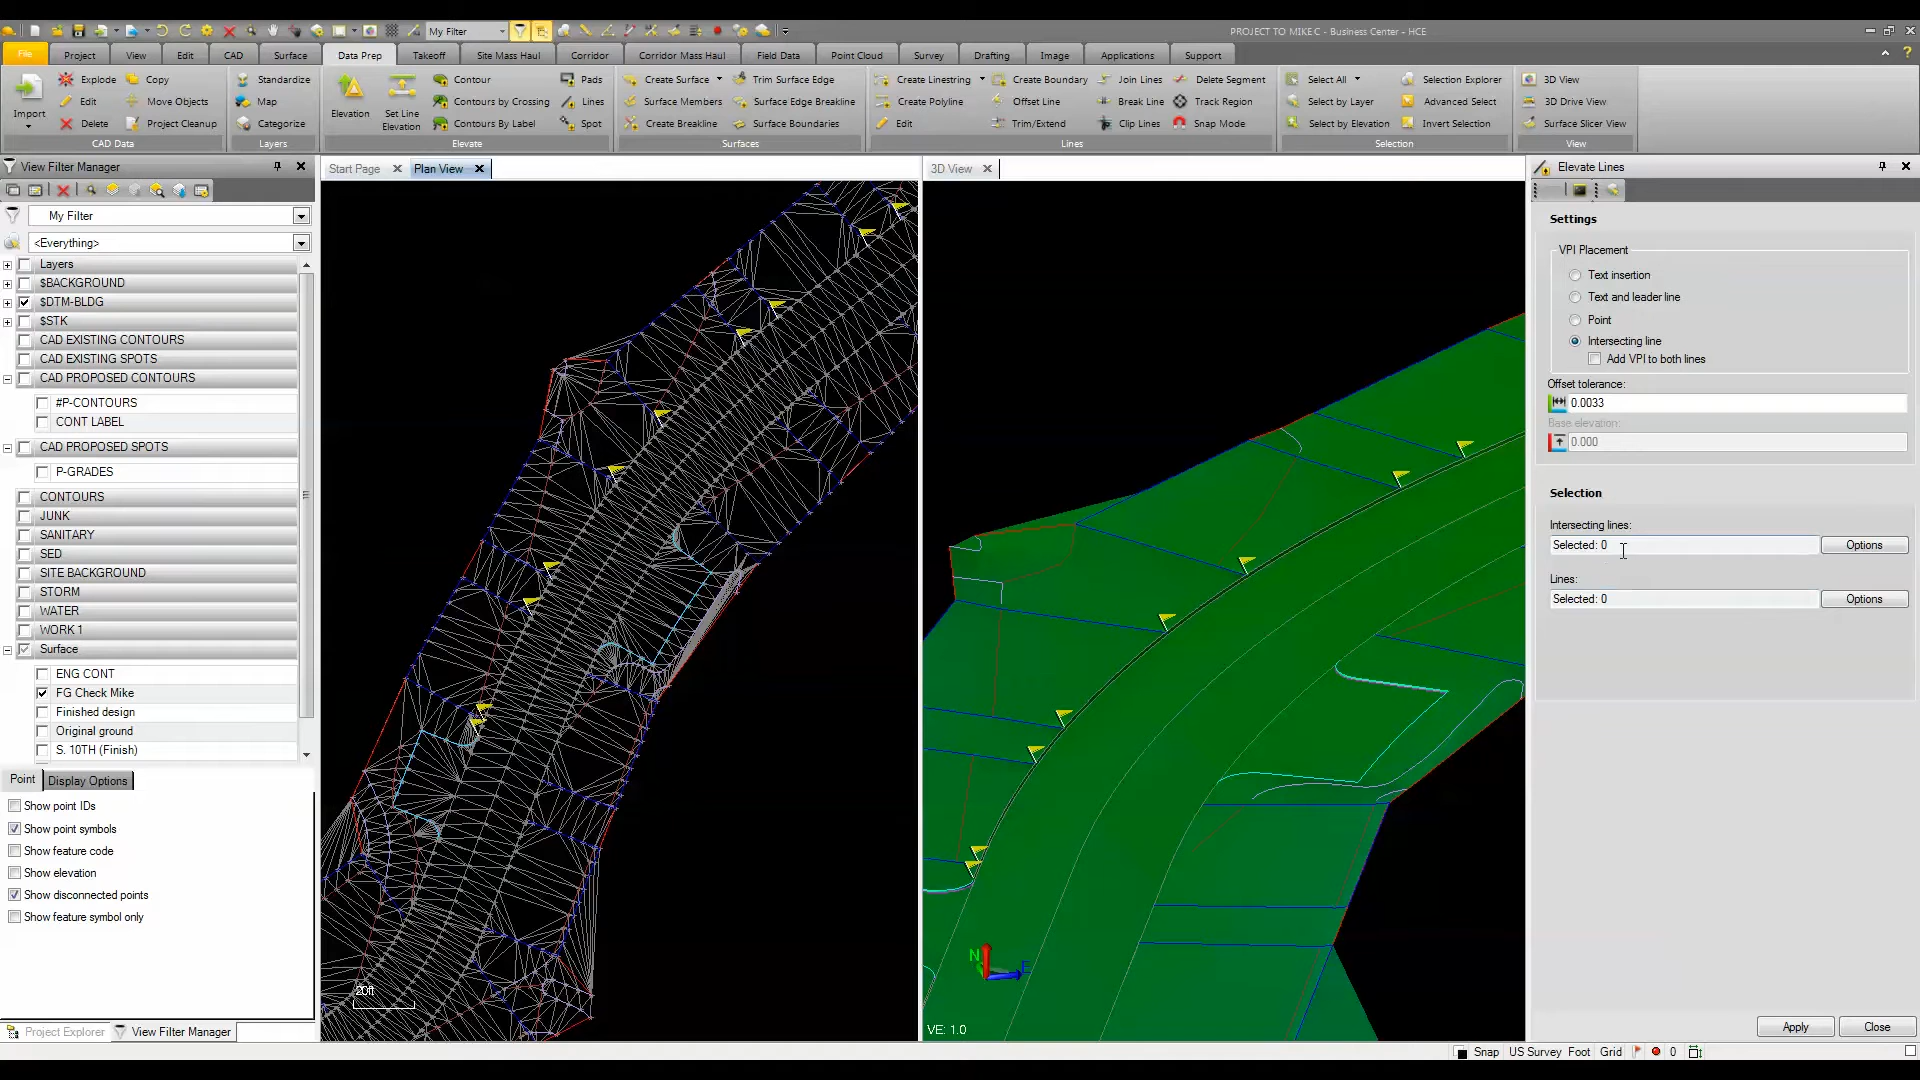 My Filter
PROJECT TO MIKE C - Business Center - HCE
File
Project
View
Edit
CAD
Surface
Data Prep
Takeoff
Site Mass Haul
Corridor
Corridor Mass Haul
Field Data
Point Cloud
Survey
Drafting
Image
Applications
Support
Import
Explode
Edit
Delete
Copy
Move Objects
Project Cleanup
CAD Data
Standardize
Map
Categorize
Layers
Elevation
Set Line
Elevation
Contour
Contours by Crossing
Contours By Label
Pads
Lines
Spot
Elevate
Create Surface
Surface Members
Create Breakline
Trim Surface Edge
Surface Edge Breakline
Surface Boundaries
Surfaces
Create Linestring
Create Polyline
Edit
Create Boundary
Offset Line
Trim/Extend
Join Lines
Break Line
Clip Lines
Delete Segment
Track Region
Snap Mode
Lines
Select All
Select by Layer
Select by Elevation
Selection Explorer
Advanced Select
Invert Selection
Selection
3D View
3D Drive View
Surface Slicer View
View
View Filter Manager
My Filter
<Everything>
Layers
$BACKGROUND
$DTM-BLDG
$STK
CAD EXISTING CONTOURS
CAD EXISTING SPOTS
CAD PROPOSED CONTOURS
#P-CONTOURS
CONT LABEL
CAD PROPOSED SPOTS
P-GRADES
CONTOURS
JUNK
SANITARY
SED
SITE BACKGROUND
STORM
WATER
WORK 1
Surface
ENG CONT
FG Check Mike
Finished design
Original ground
S. 10TH (Finish)
Point
Display Options
Show point IDs
Show point symbols
Show feature code
Show elevation
Show disconnected points
Show feature symbol only
Project Explorer
View Filter Manager
Start Page
Plan View
20ft
3D View
N
E
VE: 1.0
Elevate Lines
Settings
VPI Placement
Text insertion
Text and leader line
Point
Intersecting line
Add VPI to both lines
Offset tolerance:
0.0033
Base elevation:
0.000
Selection
Intersecting lines:
Selected: 0
Options
Lines:
Selected: 0
Options
Apply
Close
Snap
US Survey Foot
Grid
0